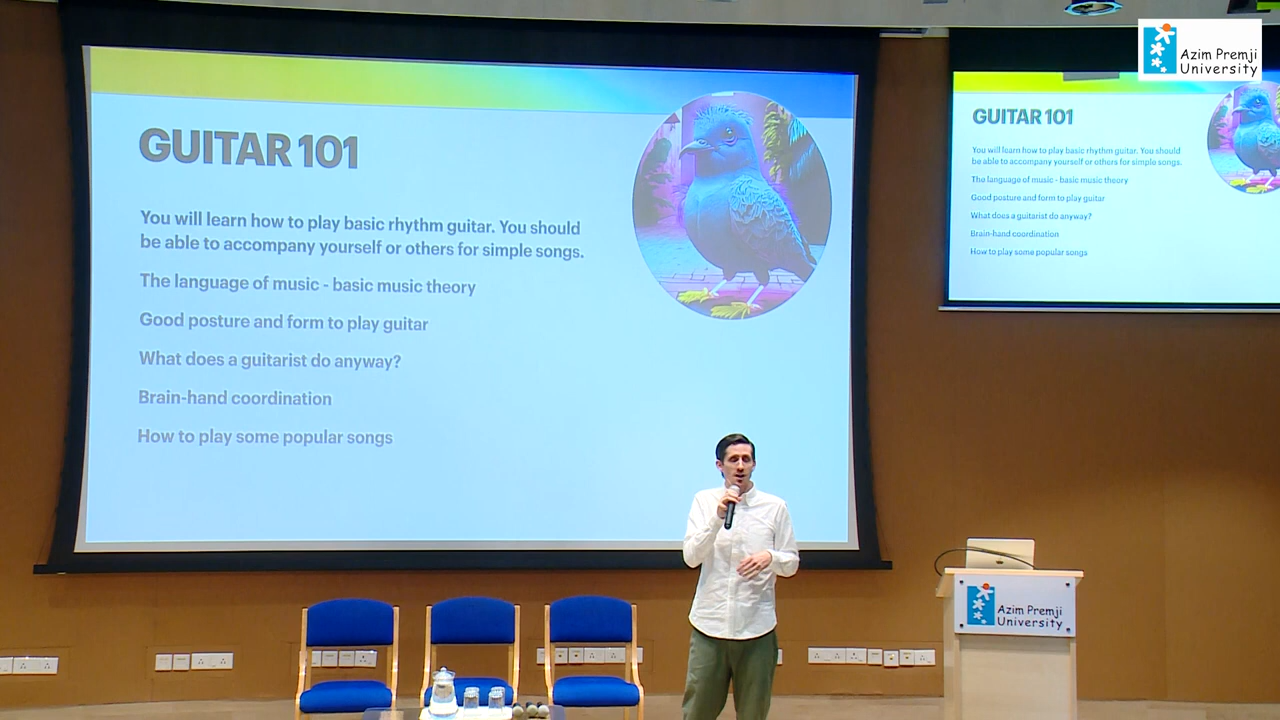 GUITAR 101
You will learn how to play basic rhythm guitar. You should
be able to accompany yourself or others for simple songs.
The language of music - basic music theory
Good posture and form to play guitar
What does a guitarist do anyway?
Brain-hand coordination
How to play some popular songs
Azim Premji
University
GUITAR 101
You will learn how to play basic rhythm guitar. You should
be able to accompany yourself or others for simple songs.
The language of music - basic music theory
Good posture and form to play guitar
What does a guitarist do anyway?
Brain-hand coordination
How to play some popular songs
Azim Premji
University